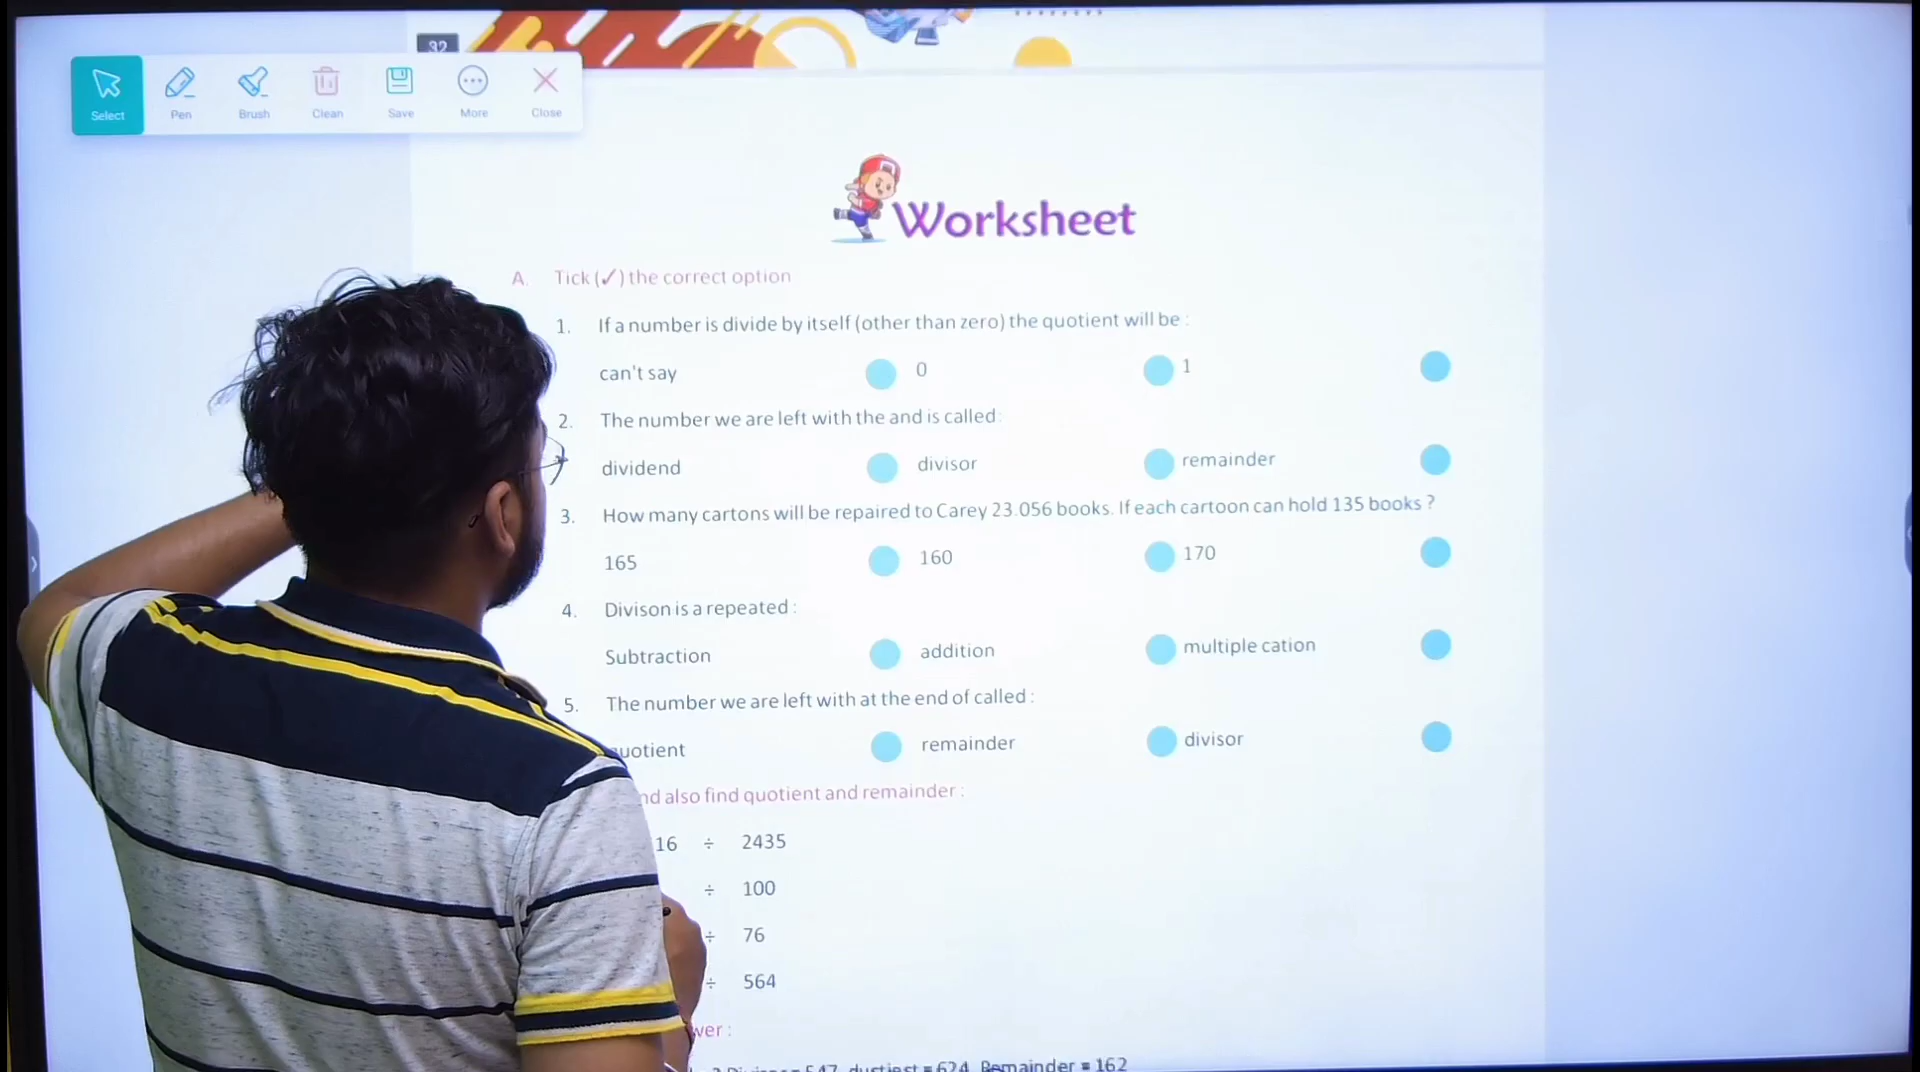 32
Select Pen Brush Clean Save More Close
Worksheet
A. Tick (✓) the correct option
1. If a number is divide by itself (other than zero) the quotient will be :
can't say 0 1
2. The number we are left with the and is called:
dividend divisor remainder
3. How many cartons will be repaired to Carey 23.056 books. If each cartoon can hold 135 books ?
165 160 170
4. Divison is a repeated :
Subtraction addition multiple cation
5. The number we are left with at the end of called :
quotient remainder divisor
nd also find quotient and remainder :
16 ÷ 2435
÷ 100
÷ 76
÷ 564
wer :
= 547, = 624, Remainder = 162